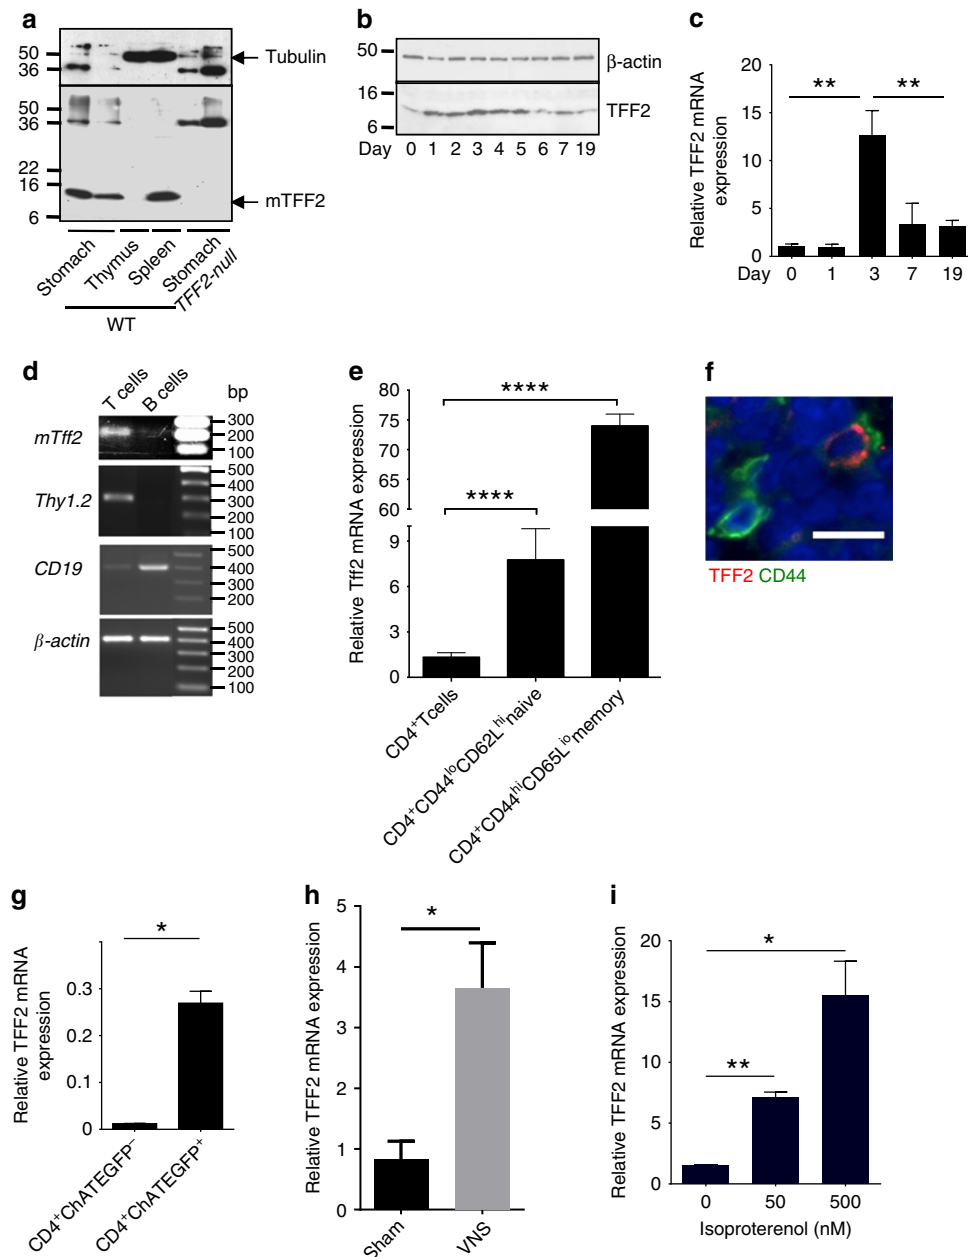 a
50
36
Tubulin
50
36
22
16
6
mTFF2
Stomach
Thymus
Spleen
Stomach
TFF2-null
WT
b
50
β-actin
16
6
TFF2
Day 0 1 2 3 4 5 6 7 19
c
Relative TFF2 mRNA
expression
20
15
10
5
0
** **
Day 0 1 3 7 19
d
T cells
B cells
bp
mTff2
300
200
100
Thy1.2
500
400
300
200
100
CD19
500
400
300
200
β-actin
500
400
300
200
100
e
Relative Tff2 mRNA expression
80
75
70
65
60
9
6
3
0
****
****
CD4⁺Tcells
CD4⁺CD44ˡᵒCD62Lʰⁱnaive
CD4⁺CD44ʰⁱCD65Lˡᵒmemory
f
TFF2 CD44
g
Relative TFF2 mRNA
expression
0.3
0.2
0.1
0
*
CD4⁺ChATEGFP⁻
CD4⁺ChATEGFP⁺
h
Relative TFF2 mRNA expression
5
4
3
2
1
0
*
Sham
VNS
i
Relative TFF2 mRNA expression
20
15
10
5
0
*
**
0 50 500
Isoproterenol (nM)